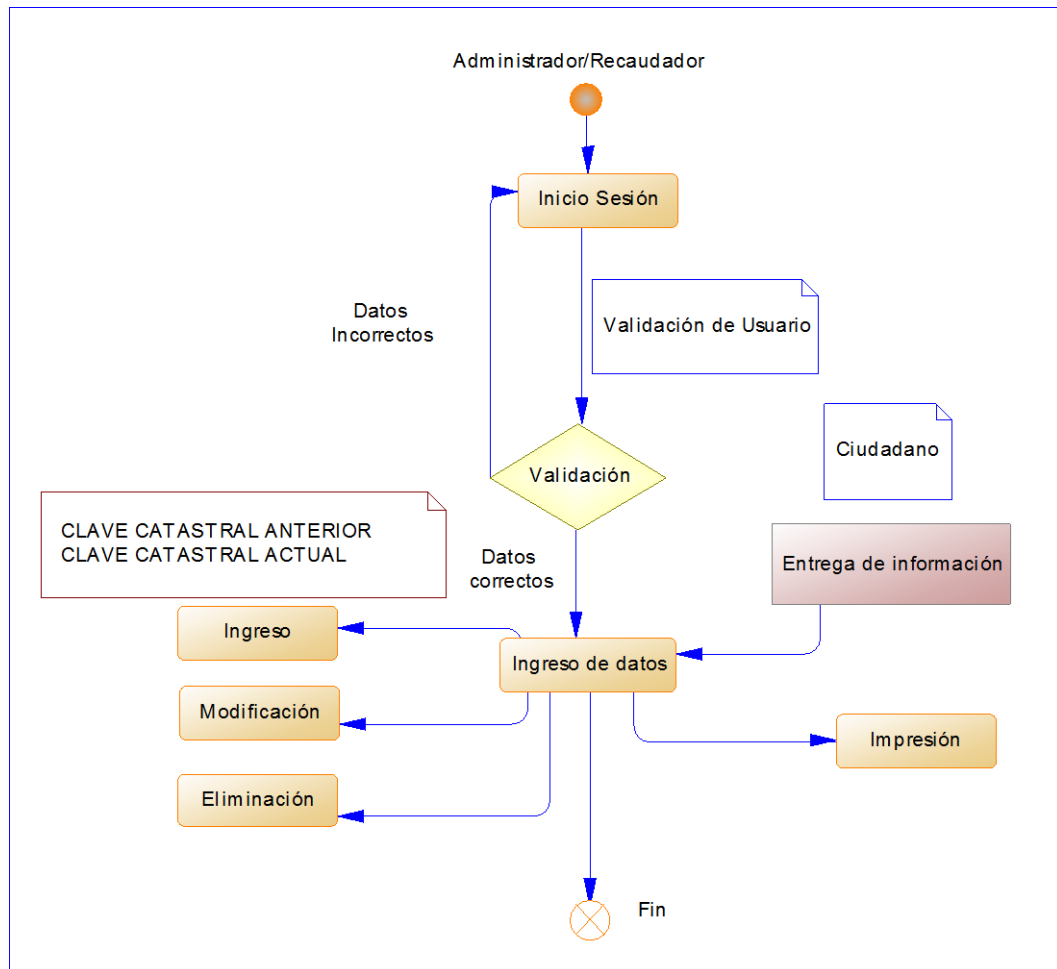 Administrador/Recaudador
Inicio Sesión
Datos
Incorrectos
Validación de Usuario
Ciudadano
Validación
CLAVE CATASTRAL ANTERIOR
CLAVE CATASTRAL ACTUAL
Datos
correctos
Entrega de información
Ingreso
Ingreso de datos
Modificación
Impresión
Eliminación
Fin